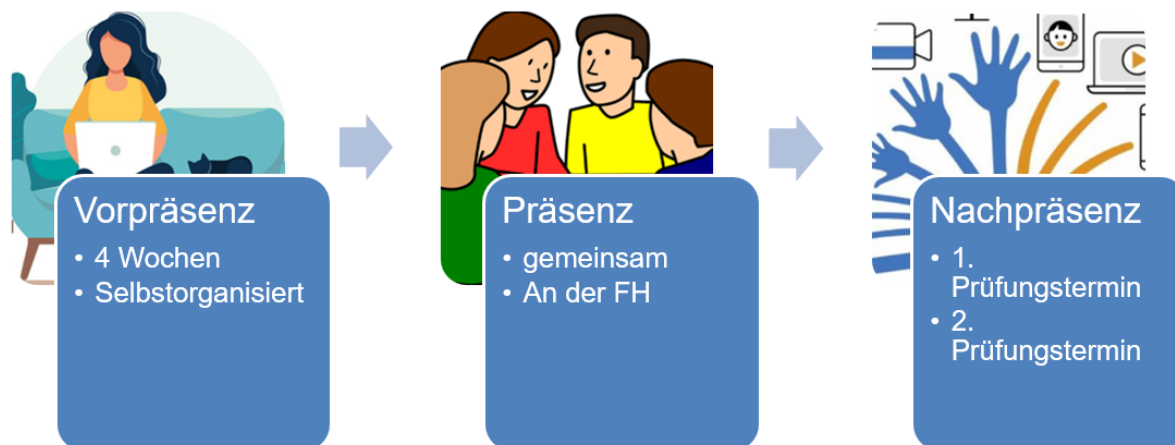 Vorpräsenz
• 4 Wochen
• Selbstorganisiert
Präsenz
• gemeinsam
• An der FH
Nachpräsenz
• 1.
Prüfungstermin
• 2.
Prüfungstermin